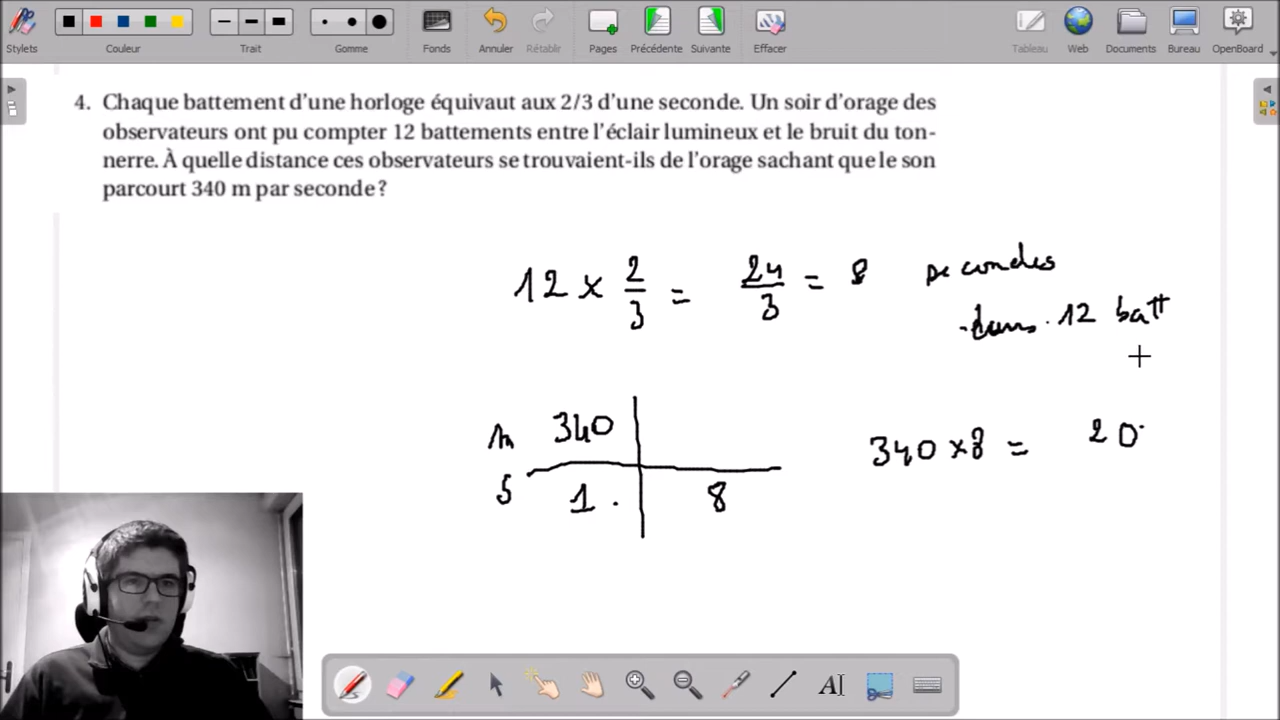 Stylets Couleur Trait Gomme Fonds Annuler Rétablir Pages Précédente Suivante Effacer Tableau Web Documents Bureau OpenBoard
4. Chaque battement d'une horloge équivaut aux 2/3 d'une seconde. Un soir d'orage des
observateurs ont pu compter 12 battements entre l'éclair lumineux et le bruit du ton-
nerre. À quelle distance ces observateurs se trouvaient-ils de l'orage sachant que le son
parcourt 340 m par seconde ?
12 × 2/3 = 24/3 = 8 secondes
dans 12 batt
m 340
340 × 8 = 20
s 1 8
AI